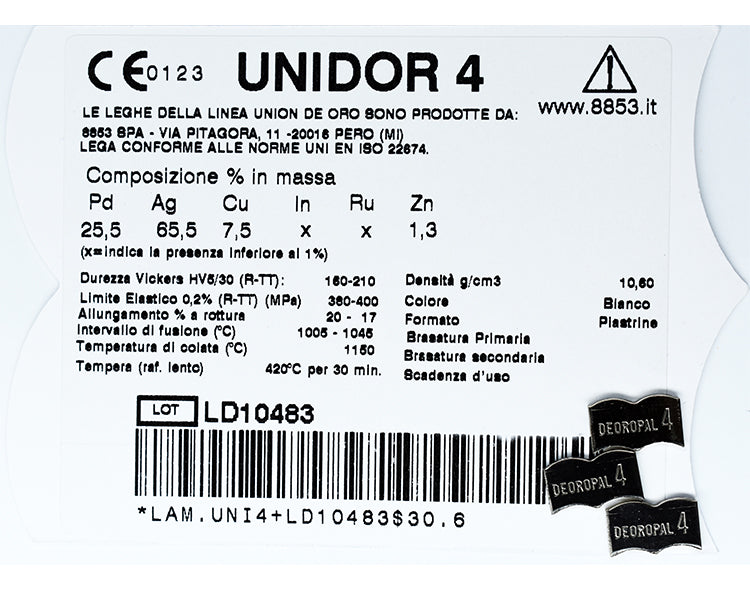 CE 0123 UNIDOR 4
www.8853.it
LE LEGHE DELLA LINEA UNION DE ORO SONO PRODOTTE DA:
8853 SPA - VIA PITAGORA, 11 -20016 PERO (MI)
LEGA CONFORME ALLE NORME UNI EN ISO 22674.
Composizione % in massa
Pd Ag Cu In Ru Zn
25,5 65,5 7,5 x x 1,3
(x=indica la presenza inferiore al 1%)
Durezza Vickers HV5/30 (R-TT): 160-210
Limite Elastico 0,2% (R-TT) (MPa) 380-400
Allungamento % a rottura 20 - 17
Intervallo di fusione (°C) 1005 - 1045
Temperatura di colata (°C) 1150
Tempera (raf. lento) 420°C per 30 min.
Densità g/cm3 10,60
Colore Bianco
Formato Piastrine
Brasatura Primaria
Brasatura secondaria
Scadenza d'uso
LOT LD10483
*LAM.UNI4+LD10483$30.6
DEOROPAL 4
DEOROPAL 4
DEOROPAL 4